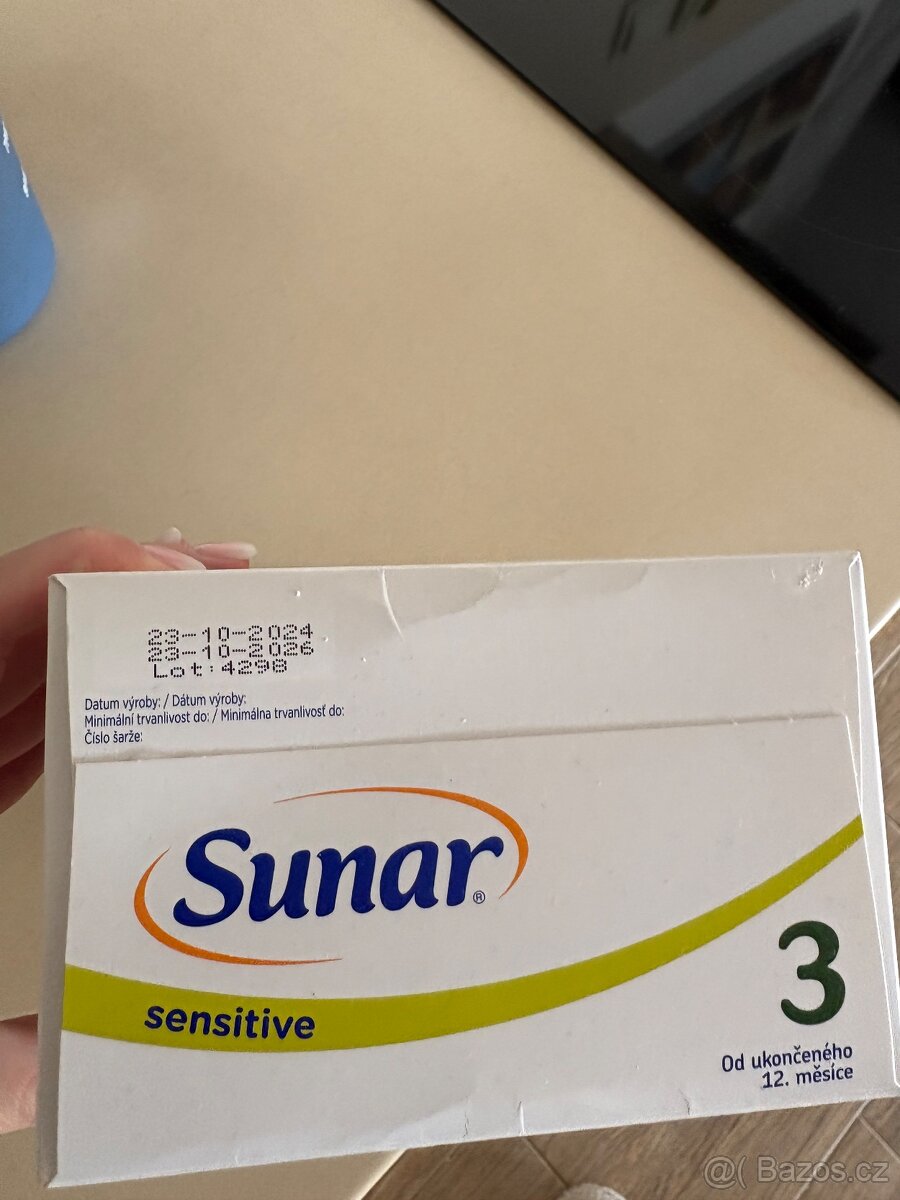 23-10-2024
23-10-2026
Lot:4298
Datum výroby: / Dátum výroby:
Minimální trvanlivost do: / Minimálna trvanlivosť do:
Číslo šarže:
Sunar®
sensitive
3
Od ukončeného
12. měsíce
@( Bazos.cz